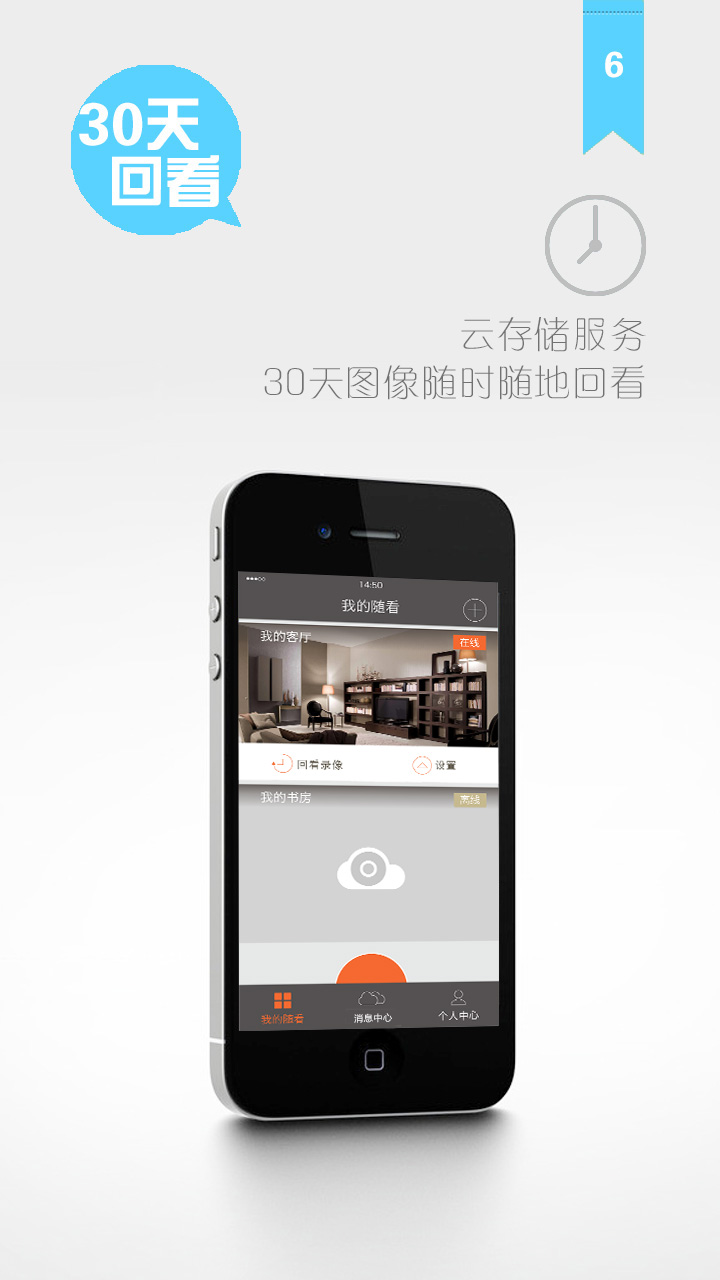 30天
回看
6
云存储服务
30天图像随时随地回看
14:50
我的随看
我的客厅
在线
回看录像
设置
我的书房
离线
我的随看
消息中心
个人中心